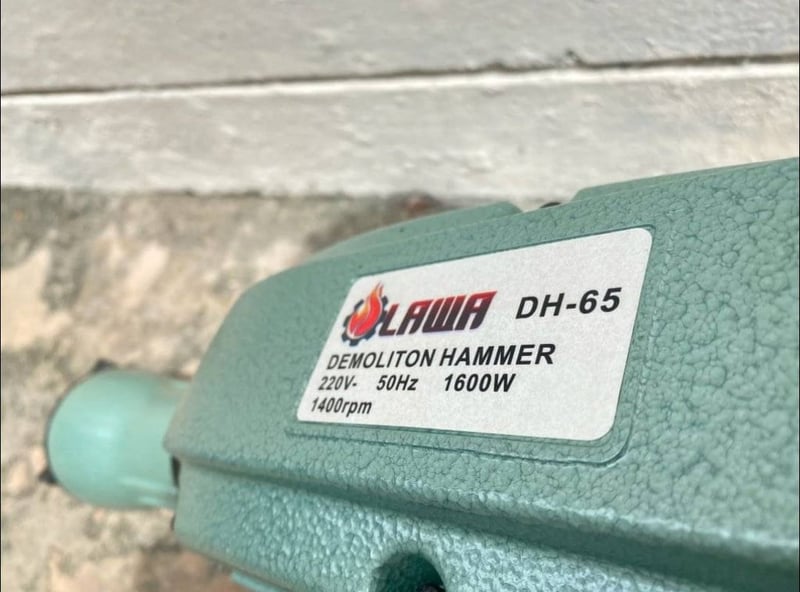 LAWA DH-65
DEMOLITON HAMMER
220V- 50Hz 1600W
1400rpm